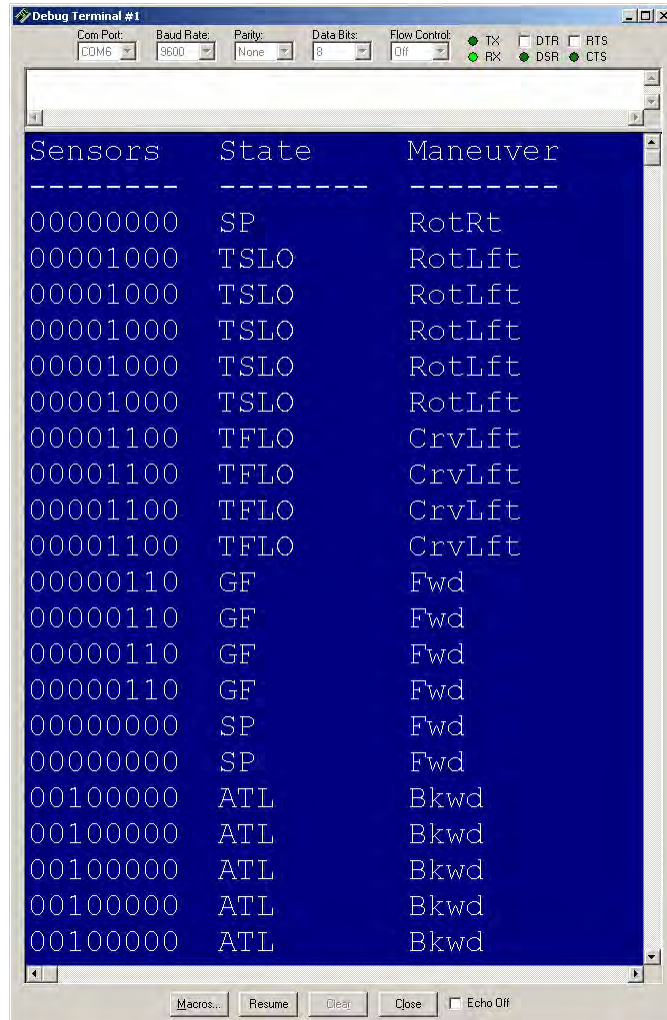 Debug Terminal #1
Com Port: Baud Rate: Parity: Data Bits: Flow Control: TX DTR RTS
COM6 9600 None 8 Off RX DSR CTS
Sensors State Maneuver
-------- -------- --------
00000000 SP RotRt
00001000 TSLO RotLft
00001000 TSLO RotLft
00001000 TSLO RotLft
00001000 TSLO RotLft
00001000 TSLO RotLft
00001100 TFLO CrvLft
00001100 TFLO CrvLft
00001100 TFLO CrvLft
00001100 TFLO CrvLft
00000110 GF Fwd
00000110 GF Fwd
00000110 GF Fwd
00000110 GF Fwd
00000000 SP Fwd
00000000 SP Fwd
00100000 ATL Bkwd
00100000 ATL Bkwd
00100000 ATL Bkwd
00100000 ATL Bkwd
00100000 ATL Bkwd
Macros... Resume Clear Close Echo Off